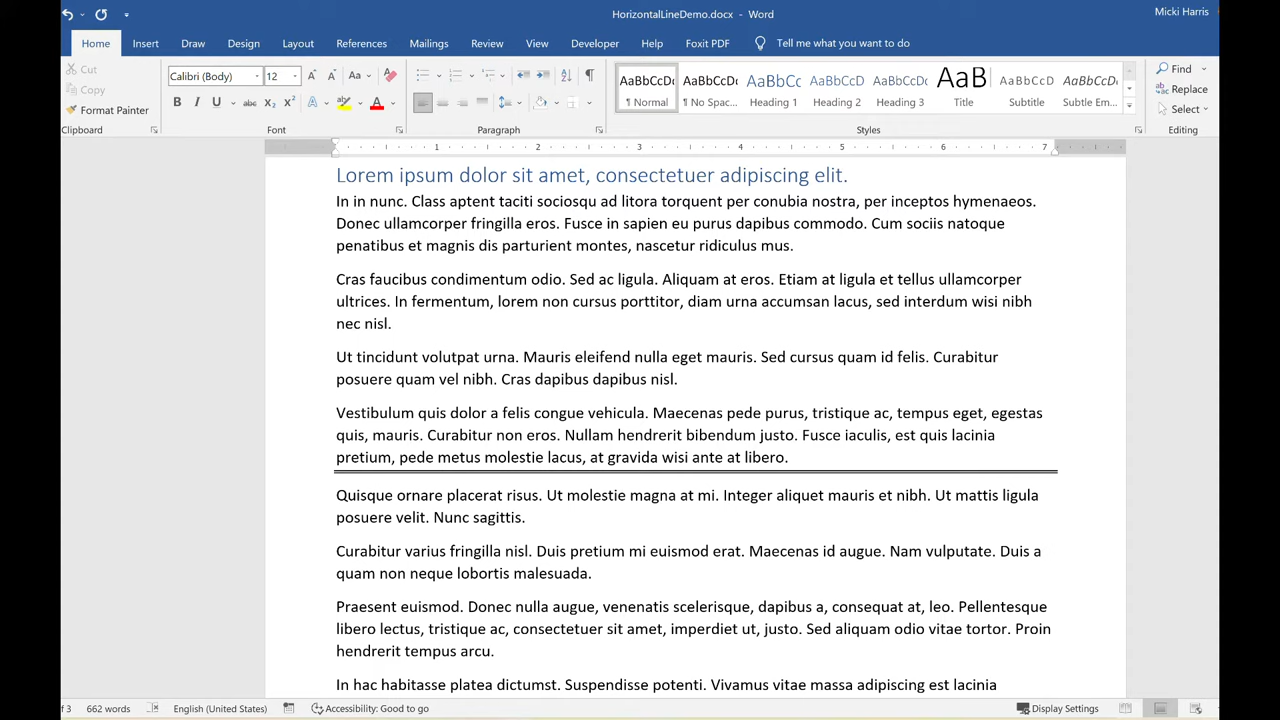 HorizontalLineDemo.docx - Word
Micki Harris
Home Insert Draw Design Layout References Mailings Review View Developer Help Foxit PDF Tell me what you want to do
Cut
Copy
Format Painter
Clipboard
Calibri (Body) 12
Font
Paragraph
AaBbCcDc AaBbCcDc AaBbCc AaBbCcD AaBbCcD AaB AaBbCcD AaBbCcD
¶ Normal ¶ No Spac... Heading 1 Heading 2 Heading 3 Title Subtitle Subtle Em...
Styles
Find
Replace
Select
Editing
1 2 3 4 5 6 7
Lorem ipsum dolor sit amet, consectetuer adipiscing elit.
In in nunc. Class aptent taciti sociosqu ad litora torquent per conubia nostra, per inceptos hymenaeos.
Donec ullamcorper fringilla eros. Fusce in sapien eu purus dapibus commodo. Cum sociis natoque
penatibus et magnis dis parturient montes, nascetur ridiculus mus.
Cras faucibus condimentum odio. Sed ac ligula. Aliquam at eros. Etiam at ligula et tellus ullamcorper
ultrices. In fermentum, lorem non cursus porttitor, diam urna accumsan lacus, sed interdum wisi nibh
nec nisl.
Ut tincidunt volutpat urna. Mauris eleifend nulla eget mauris. Sed cursus quam id felis. Curabitur
posuere quam vel nibh. Cras dapibus dapibus nisl.
Vestibulum quis dolor a felis congue vehicula. Maecenas pede purus, tristique ac, tempus eget, egestas
quis, mauris. Curabitur non eros. Nullam hendrerit bibendum justo. Fusce iaculis, est quis lacinia
pretium, pede metus molestie lacus, at gravida wisi ante at libero.
Quisque ornare placerat risus. Ut molestie magna at mi. Integer aliquet mauris et nibh. Ut mattis ligula
posuere velit. Nunc sagittis.
Curabitur varius fringilla nisl. Duis pretium mi euismod erat. Maecenas id augue. Nam vulputate. Duis a
quam non neque lobortis malesuada.
Praesent euismod. Donec nulla augue, venenatis scelerisque, dapibus a, consequat at, leo. Pellentesque
libero lectus, tristique ac, consectetuer sit amet, imperdiet ut, justo. Sed aliquam odio vitae tortor. Proin
hendrerit tempus arcu.
In hac habitasse platea dictumst. Suspendisse potenti. Vivamus vitae massa adipiscing est lacinia
f 3 662 words English (United States) Accessibility: Good to go Display Settings